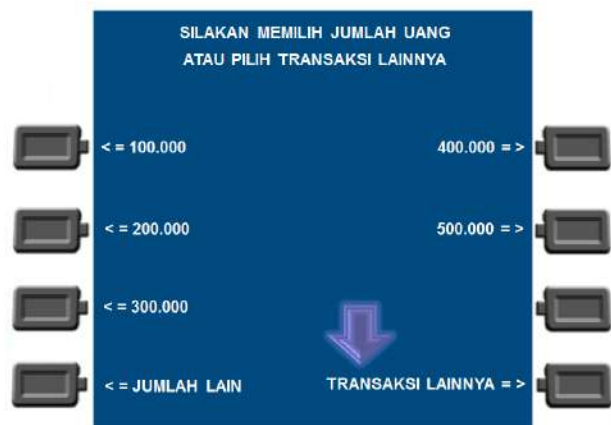 SILAKAN MEMILIH JUMLAH UANG
ATAU PILIH TRANSAKSI LAINNYA
< = 100.000
400.000 = >
< = 200.000
500.000 = >
< = 300.000
< = JUMLAH LAIN
TRANSAKSI LAINNYA = >